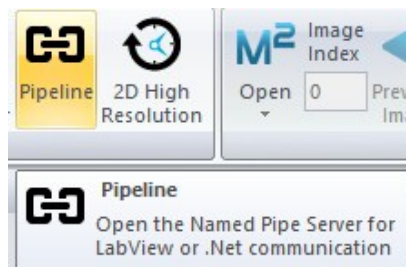 Pipeline
2D High
Resolution
M²
Open
Image
Index
0
Pipeline
Open the Named Pipe Server for
LabView or .Net communication